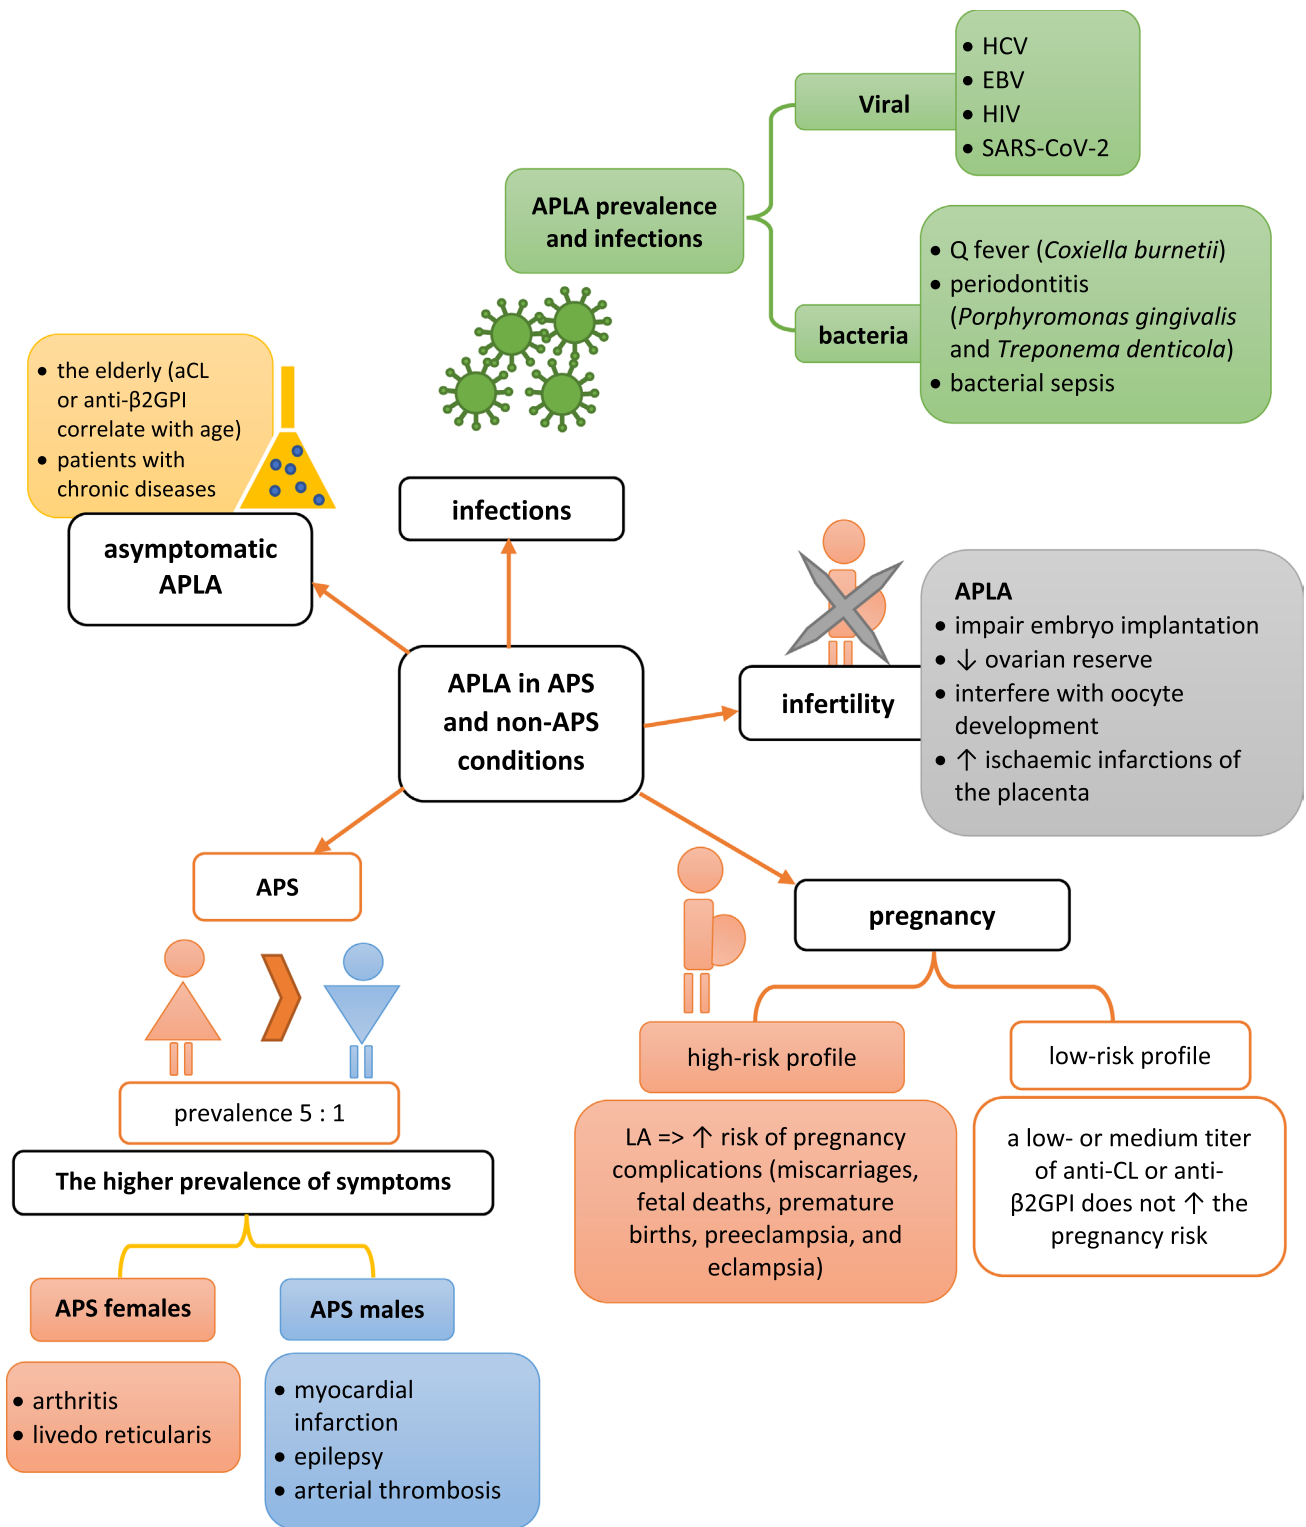 • HCV
• EBV
• HIV
• SARS-CoV-2
Viral
APLA prevalence
and infections
• Q fever (Coxiella burnetii)
• periodontitis
(Porphyromonas gingivalis
and Treponema denticola)
• bacterial sepsis
bacteria
• the elderly (aCL
or anti-β2GPI
correlate with age)
• patients with
chronic diseases
asymptomatic
APLA
infections
APLA in APS
and non-APS
conditions
infertility
APLA
• impair embryo implantation
• ↓ ovarian reserve
• interfere with oocyte
development
• ↑ ischaemic infarctions of
the placenta
APS
prevalence 5 : 1
The higher prevalence of symptoms
APS females
• arthritis
• livedo reticularis
APS males
• myocardial
infarction
• epilepsy
• arterial thrombosis
pregnancy
high-risk profile
LA => ↑ risk of pregnancy
complications (miscarriages,
fetal deaths, premature
births, preeclampsia, and
eclampsia)
low-risk profile
a low- or medium titer
of anti-CL or anti-
β2GPI does not ↑ the
pregnancy risk